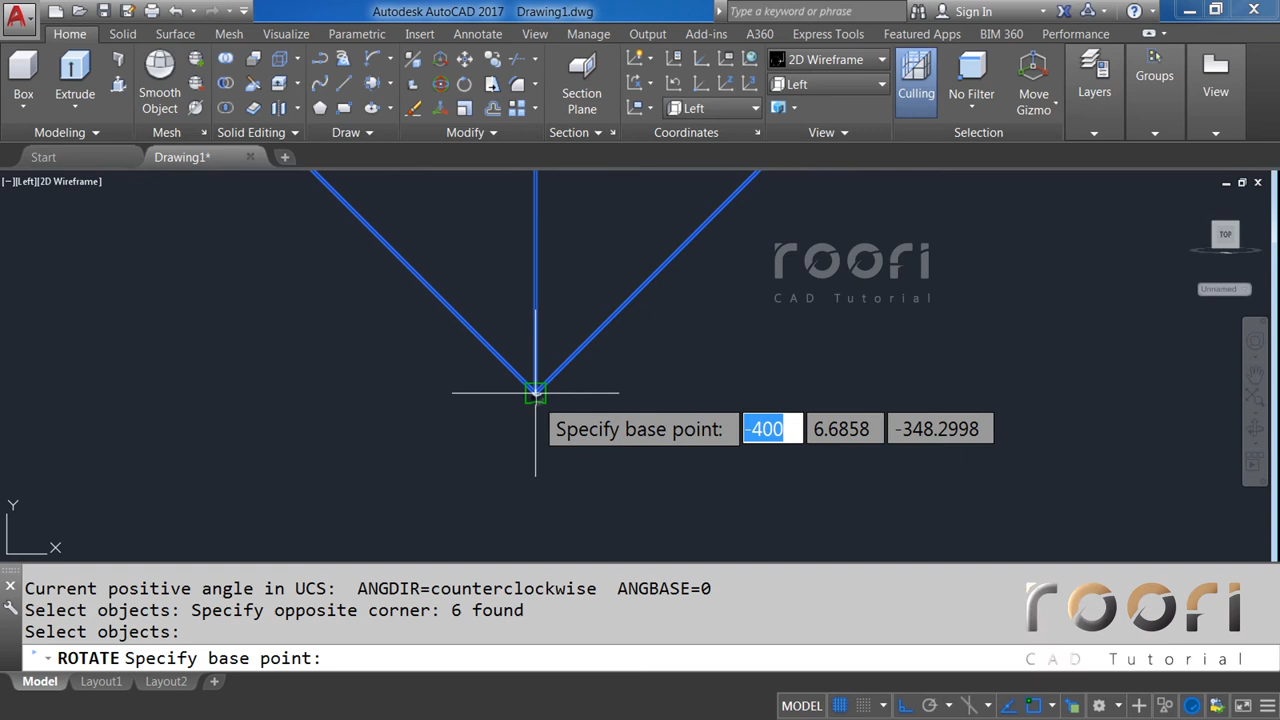 Autodesk AutoCAD 2017 Drawing1.dwg
Type a keyword or phrase
Sign In
Home Solid Surface Mesh Visualize Parametric Insert Annotate View Manage Output Add-ins A360 Express Tools Featured Apps BIM 360 Performance
Box
Extrude
Smooth
Object
Section
Plane
Left
2D Wireframe
Left
Culling
No Filter
Move
Gizmo
Layers
Groups
View
Modeling
Mesh
Solid Editing
Draw
Modify
Section
Coordinates
View
Selection
Start
Drawing1*
[−][Left][2D Wireframe]
TOP
Unnamed
roofi
CAD Tutorial
Specify base point: -400 6.6858 -348.2998
Y
X
Current positive angle in UCS: ANGDIR=counterclockwise ANGBASE=0
Select objects: Specify opposite corner: 6 found
Select objects:
ROTATE Specify base point:
roofi
CAD Tutorial
Model Layout1 Layout2
MODEL